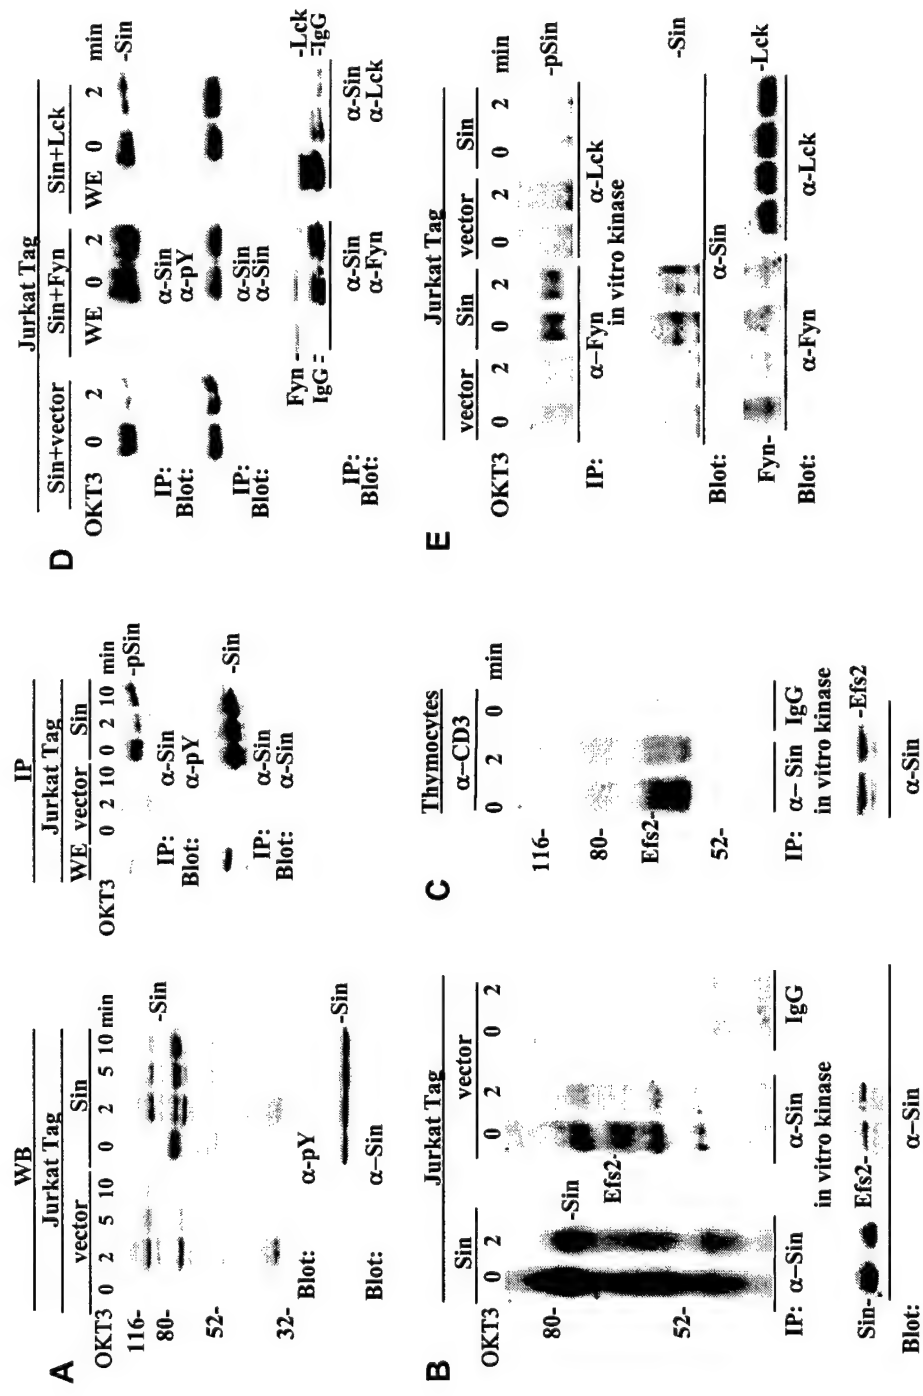 A
WB
Jurkat Tag
vector Sin
OKT3 0 2 5 10 0 2 5 10 min
116-
80-
-Sin
52-
32-
Blot: α-pY
-Sin
Blot: α–Sin
IP
Jurkat Tag
WE vector Sin
OKT3 0 2 10 0 2 10 min
-pSin
IP: α-Sin
Blot: α-pY
-Sin
IP: α-Sin
Blot: α-Sin
D
Jurkat Tag
Sin+vector Sin+Fyn Sin+Lck
OKT3 0 2 WE 0 2 WE 0 2 min
-Sin
IP: α-Sin
Blot: α-pY
IP: α-Sin
Blot: α-Sin
Fyn – -Lck
IgG = =IgG
IP: α-Sin α-Sin
Blot: α-Fyn α-Lck
B
Jurkat Tag
Sin vector
OKT3 0 2 0 2 0 2
80-
-Sin
Efs2-
52-
IP: α–Sin α-Sin IgG
in vitro kinase
Sin- Efs2-
Blot: α–Sin
C
Thymocytes
α–CD3
0 2 0 min
116-
80-
Efs2-
52-
IP: α– Sin IgG
in vitro kinase
-Efs2
α-Sin
E
Jurkat Tag
vector Sin vector Sin
OKT3 0 2 0 2 0 2 0 2 min
-pSin
IP: α–Fyn α-Lck
in vitro kinase
-Sin
Blot: α-Sin
Fyn- -Lck
Blot: α-Fyn α-Lck